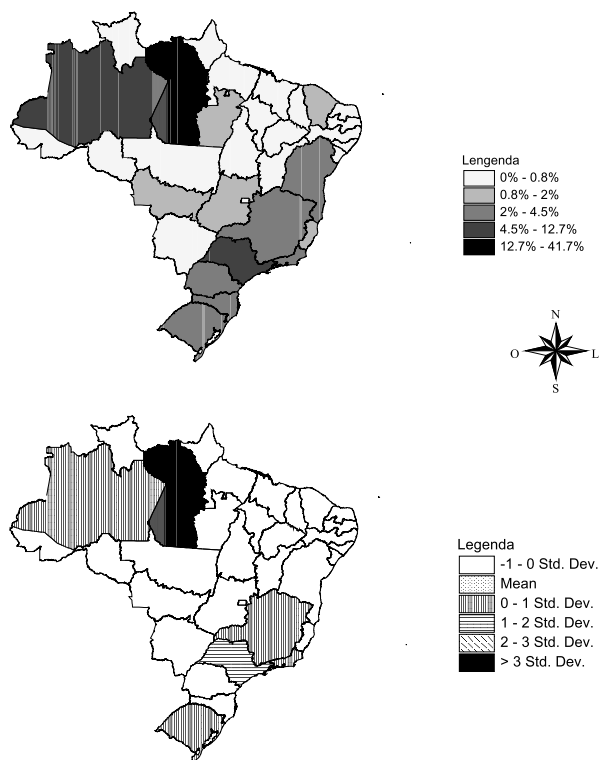 Lengenda
0% - 0.8%
0.8% - 2%
2% - 4.5%
4.5% - 12.7%
12.7% - 41.7%
N
O
L
S
Legenda
-1 - 0 Std. Dev.
Mean
0 - 1 Std. Dev.
1 - 2 Std. Dev.
2 - 3 Std. Dev.
> 3 Std. Dev.